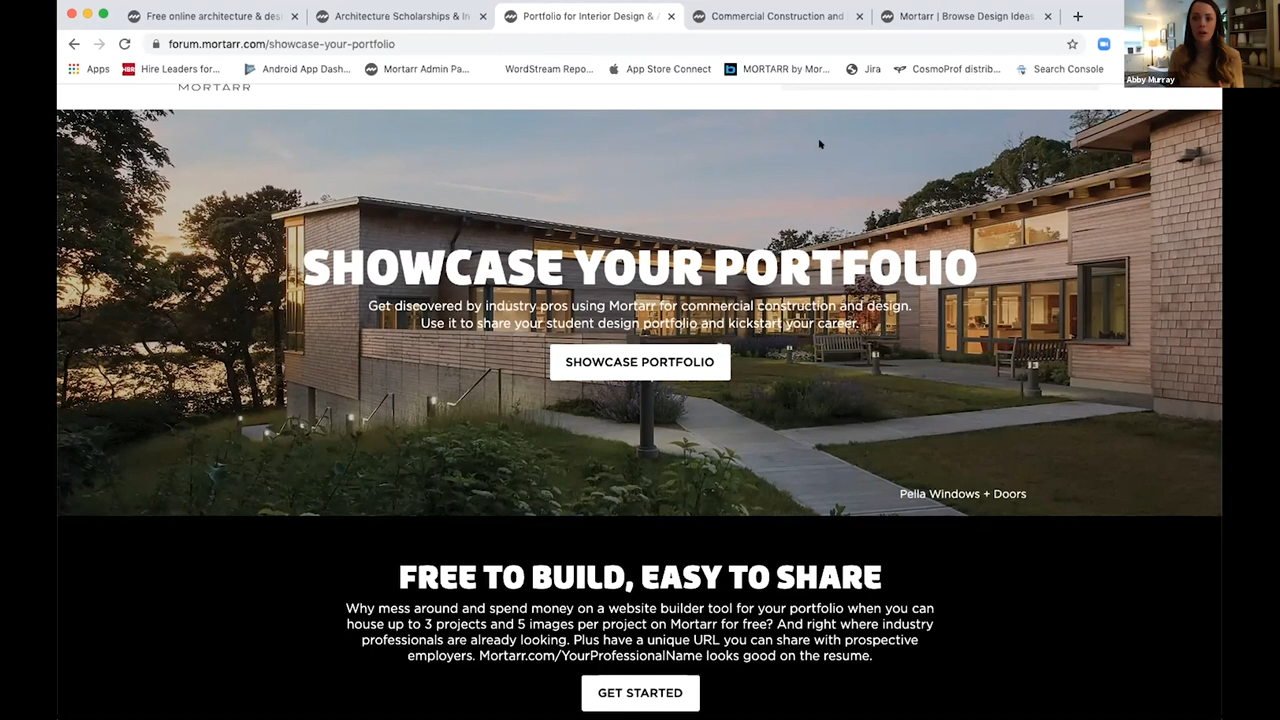 Free online architecture & des
Architecture Scholarships & In
Portfolio for Interior Design & A
Commercial Construction and
Mortarr | Browse Design Ideas
forum.mortarr.com/showcase-your-portfolio
Apps
HBR Hire Leaders for...
Android App Dash...
Mortarr Admin Pa...
WordStream Repo...
App Store Connect
MORTARR by Mor...
Jira
CosmoProf distrib...
Search Console
Abby Murray
MORTARR
SHOWCASE YOUR PORTFOLIO
Get discovered by industry pros using Mortarr for commercial construction and design.
Use it to share your student design portfolio and kickstart your career.
SHOWCASE PORTFOLIO
Pella Windows + Doors
FREE TO BUILD, EASY TO SHARE
Why mess around and spend money on a website builder tool for your portfolio when you can
house up to 3 projects and 5 images per project on Mortarr for free? And right where industry
professionals are already looking. Plus have a unique URL you can share with prospective
employers. Mortarr.com/YourProfessionalName looks good on the resume.
GET STARTED